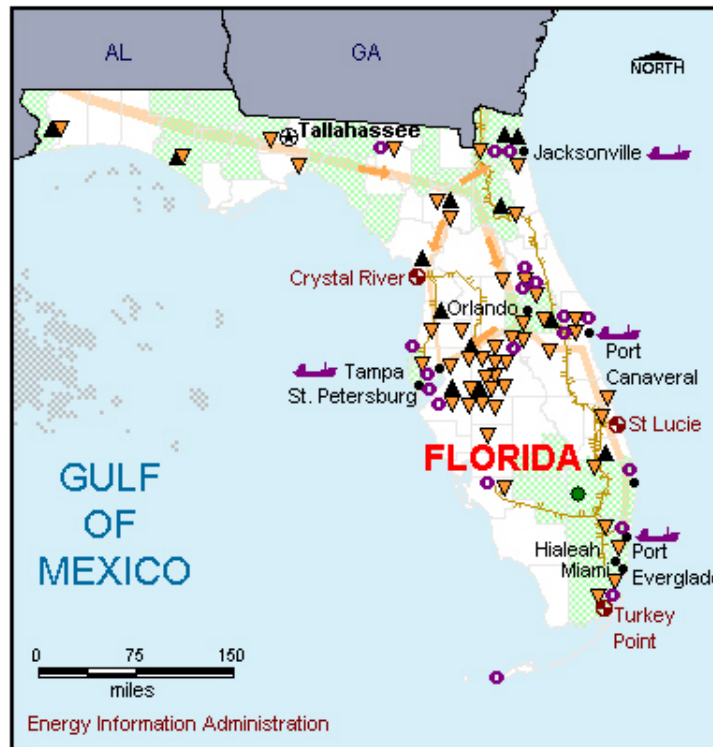 AL
GA
NORTH
Tallahassee
Jacksonville
Crystal River
Orlando
Port
Canaveral
Tampa
St. Petersburg
St Lucie
FLORIDA
GULF
OF
MEXICO
Hialeah
Miami
Port
Everglade
Turkey
Point
0 75 150
miles
Energy Information Administration